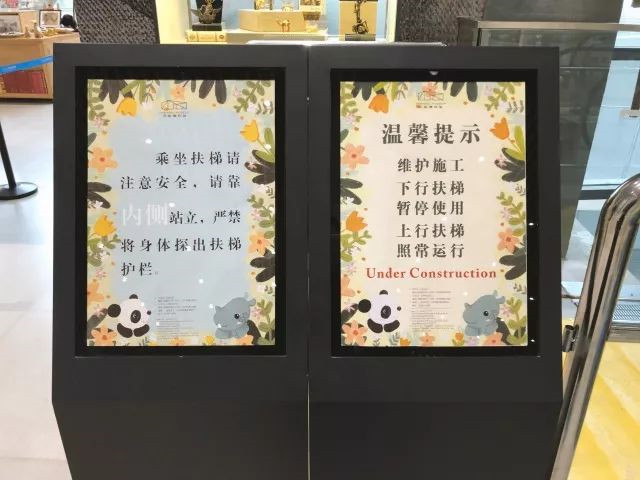 乘坐扶梯请
注意安全，请靠
内侧站立，严禁
将身体探出扶梯
护栏。
温馨提示
维护施工
下行扶梯
暂停使用
上行扶梯
照常运行
Under Construction